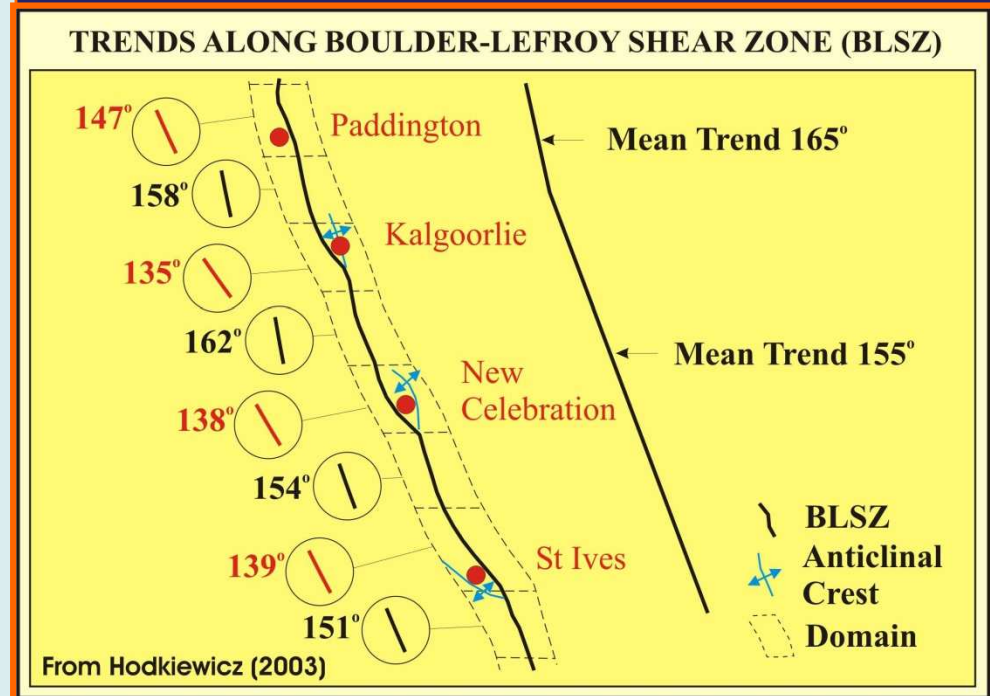 TRENDS ALONG BOULDER-LEFROY SHEAR ZONE (BLSZ)
147°
Paddington
Mean Trend 165°
158°
Kalgoorlie
135°
162°
Mean Trend 155°
New
Celebration
138°
154°
BLSZ
139°
St Ives
Anticlinal
Crest
151°
Domain
From Hodkiewicz (2003)